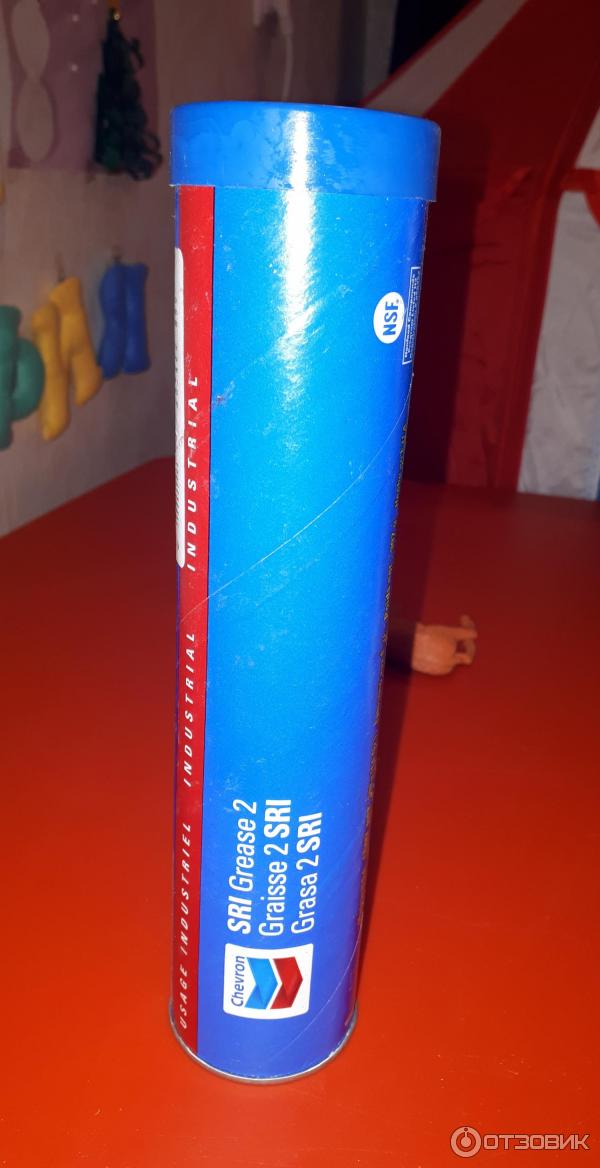 NSF.
INDUSTRIAL
INDUSTRIAL
USAGE INDUSTRIEL
SRI Grease 2
Graisse 2 SRI
Grasa 2 SRI
Chevron
ОТЗОВИК